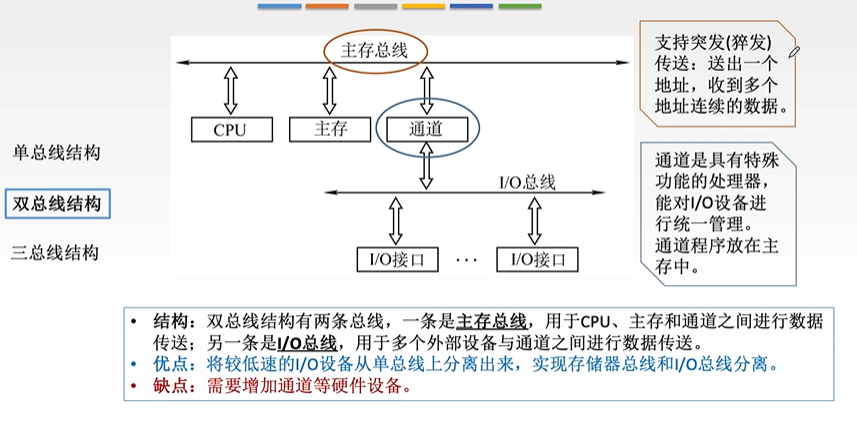 单总线结构
双总线结构
三总线结构
主存总线
CPU
主存
通道
I/O总线
I/O接口
···
I/O接口
支持突发(猝发)
传送：送出一个
地址，收到多个
地址连续的数据。
通道是具有特殊
功能的处理器，
能对I/O设备进
行统一管理。
通道程序放在主
存中。
• 结构：双总线结构有两条总线，一条是主存总线，用于CPU、主存和通道之间进行数据
传送；另一条是I/O总线，用于多个外部设备与通道之间进行数据传送。
• 优点：将较低速的I/O设备从单总线上分离出来，实现存储器总线和I/O总线分离。
• 缺点：需要增加通道等硬件设备。